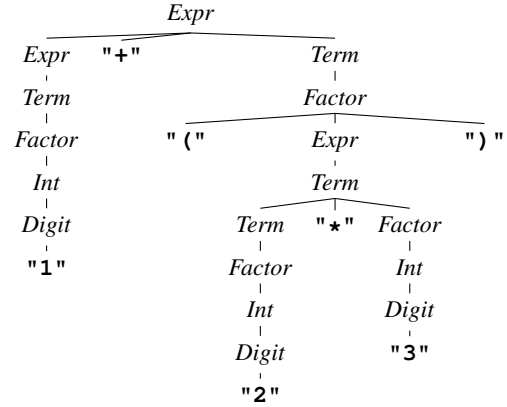 Expr
Expr "+" Term
Term Factor
Factor "(" Expr ")"
Int Term
Digit Term "*" Factor
"1" Factor Int
Int Digit
Digit "3"
"2"